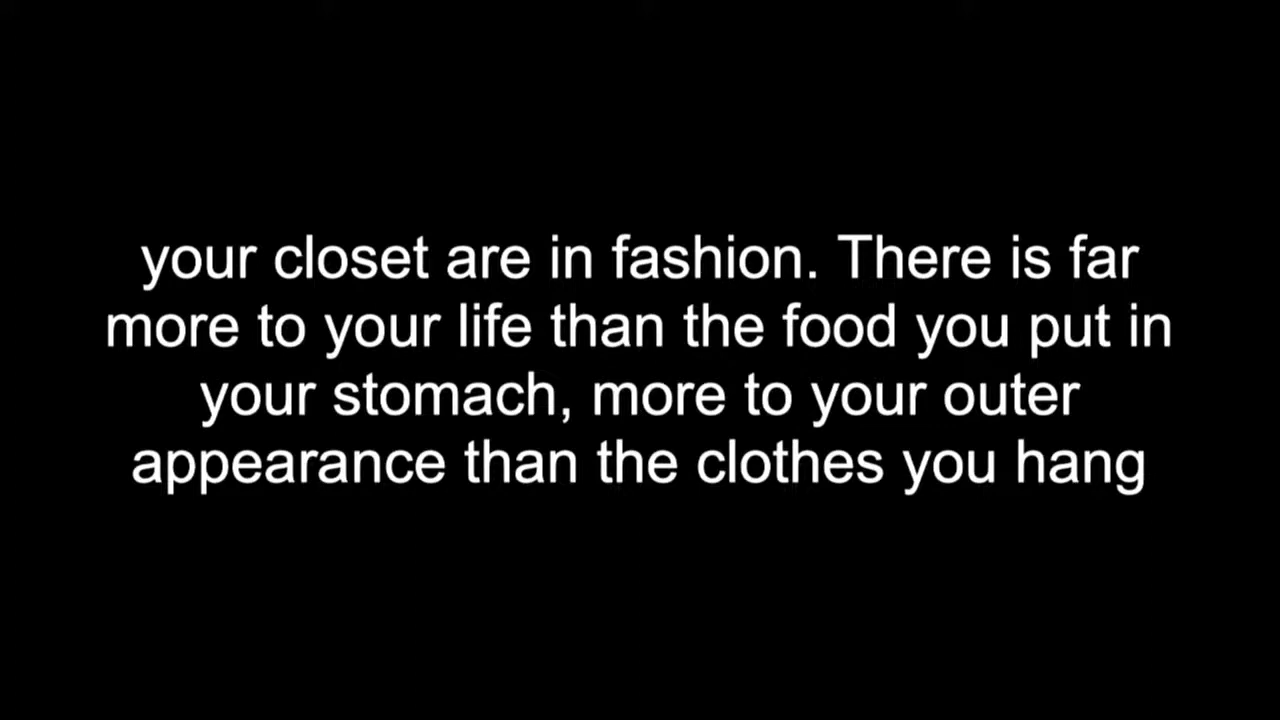 your closet are in fashion. There is far
more to your life than the food you put in
your stomach, more to your outer
appearance than the clothes you hang